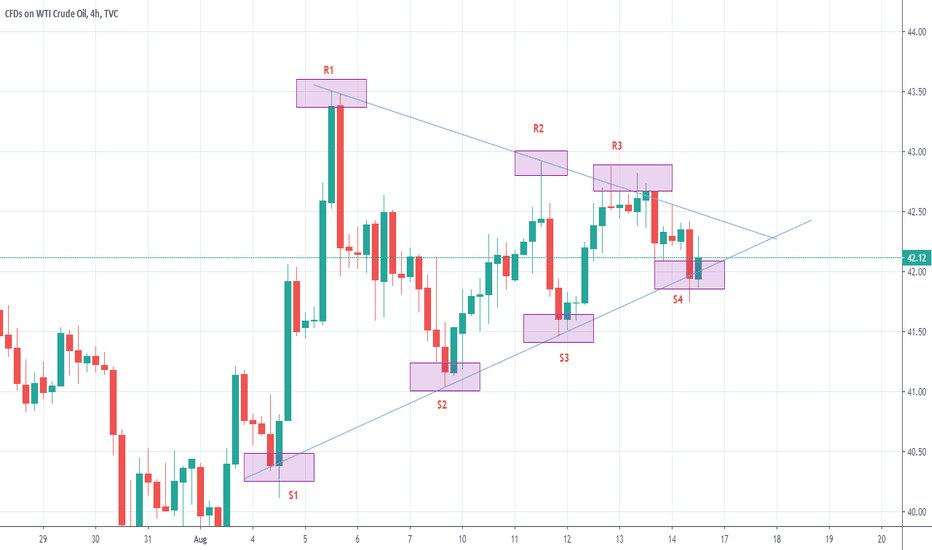 CFDs on WTI Crude Oil, 4h, TVC
44.00
R1
43.50
R2
43.00
R3
42.50
42.12
42.00
S4
41.50
S3
41.00
S2
40.50
S1
40.00
29 30 31 Aug 4 5 6 7 10 11 12 13 14 17 18 19 20